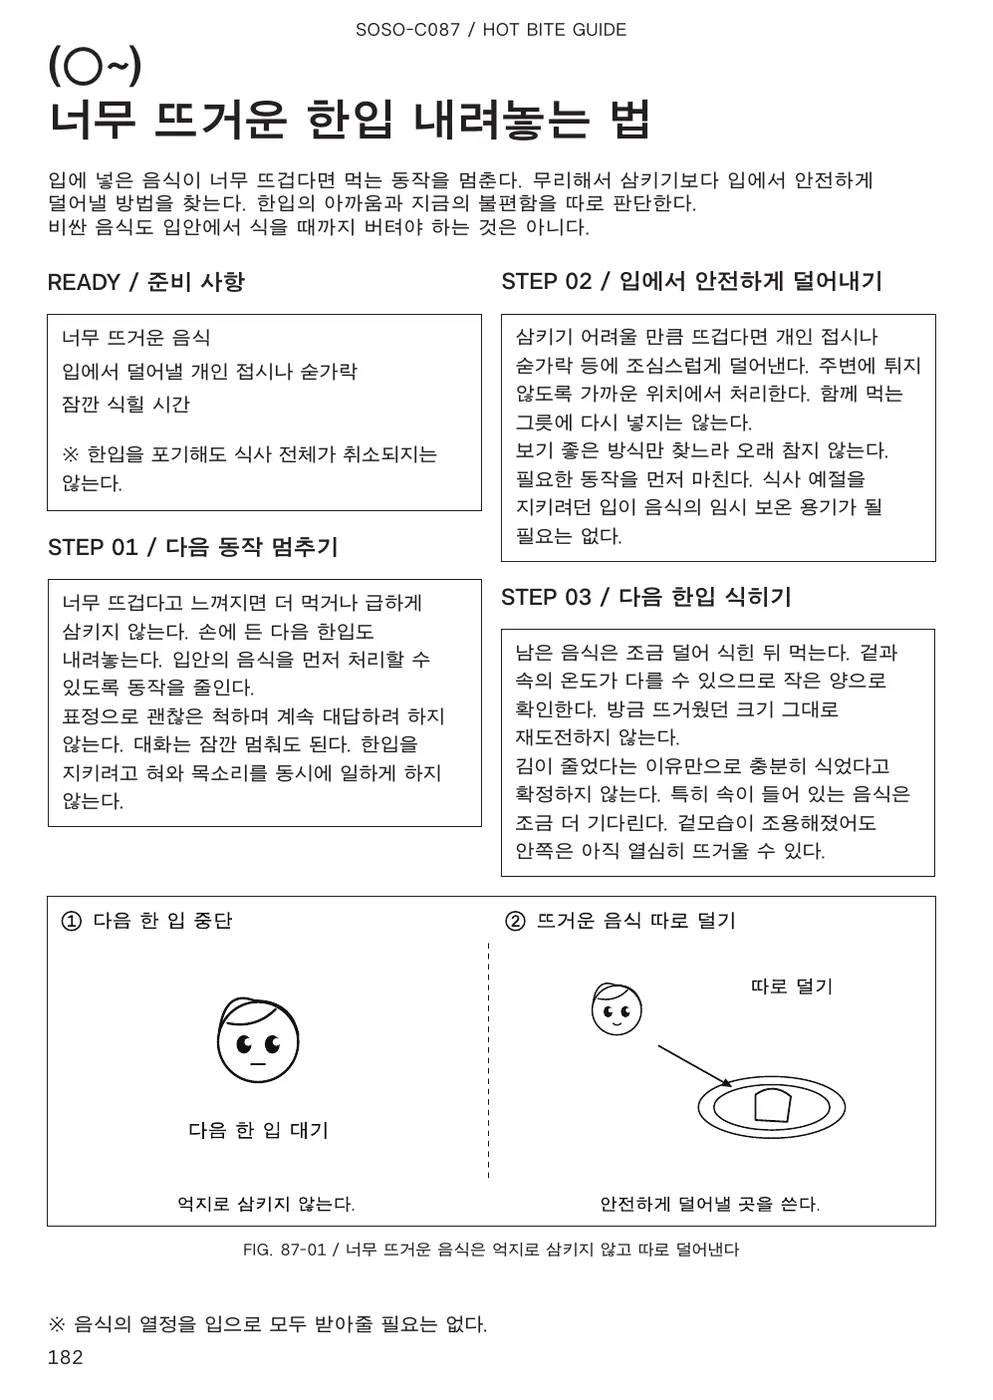 SOSO-C087 / HOT BITE GUIDE
(○~)
너무 뜨거운 한입 내려놓는 법
입에 넣은 음식이 너무 뜨겁다면 먹는 동작을 멈춘다. 무리해서 삼키기보다 입에서 안전하게
덜어낼 방법을 찾는다. 한입의 아까움과 지금의 불편함을 따로 판단한다.
비싼 음식도 입안에서 식을 때까지 버텨야 하는 것은 아니다.
READY / 준비 사항
너무 뜨거운 음식
입에서 덜어낼 개인 접시나 숟가락
잠깐 식힐 시간
※ 한입을 포기해도 식사 전체가 취소되지는
않는다.
STEP 01 / 다음 동작 멈추기
너무 뜨겁다고 느껴지면 더 먹거나 급하게
삼키지 않는다. 손에 든 다음 한입도
내려놓는다. 입안의 음식을 먼저 처리할 수
있도록 동작을 줄인다.
표정으로 괜찮은 척하며 계속 대답하려 하지
않는다. 대화는 잠깐 멈춰도 된다. 한입을
지키려고 혀와 목소리를 동시에 일하게 하지
않는다.
STEP 02 / 입에서 안전하게 덜어내기
삼키기 어려울 만큼 뜨겁다면 개인 접시나
숟가락 등에 조심스럽게 덜어낸다. 주변에 튀지
않도록 가까운 위치에서 처리한다. 함께 먹는
그릇에 다시 넣지는 않는다.
보기 좋은 방식만 찾느라 오래 참지 않는다.
필요한 동작을 먼저 마친다. 식사 예절을
지키려던 입이 음식의 임시 보온 용기가 될
필요는 없다.
STEP 03 / 다음 한입 식히기
남은 음식은 조금 덜어 식힌 뒤 먹는다. 겉과
속의 온도가 다를 수 있으므로 작은 양으로
확인한다. 방금 뜨거웠던 크기 그대로
재도전하지 않는다.
김이 줄었다는 이유만으로 충분히 식었다고
확정하지 않는다. 특히 속이 들어 있는 음식은
조금 더 기다린다. 겉모습이 조용해졌어도
안쪽은 아직 열심히 뜨거울 수 있다.
① 다음 한 입 중단
다음 한 입 대기
억지로 삼키지 않는다.
② 뜨거운 음식 따로 덜기
따로 덜기
안전하게 덜어낼 곳을 쓴다.
FIG. 87-01 / 너무 뜨거운 음식은 억지로 삼키지 않고 따로 덜어낸다
※ 음식의 열정을 입으로 모두 받아줄 필요는 없다.
182